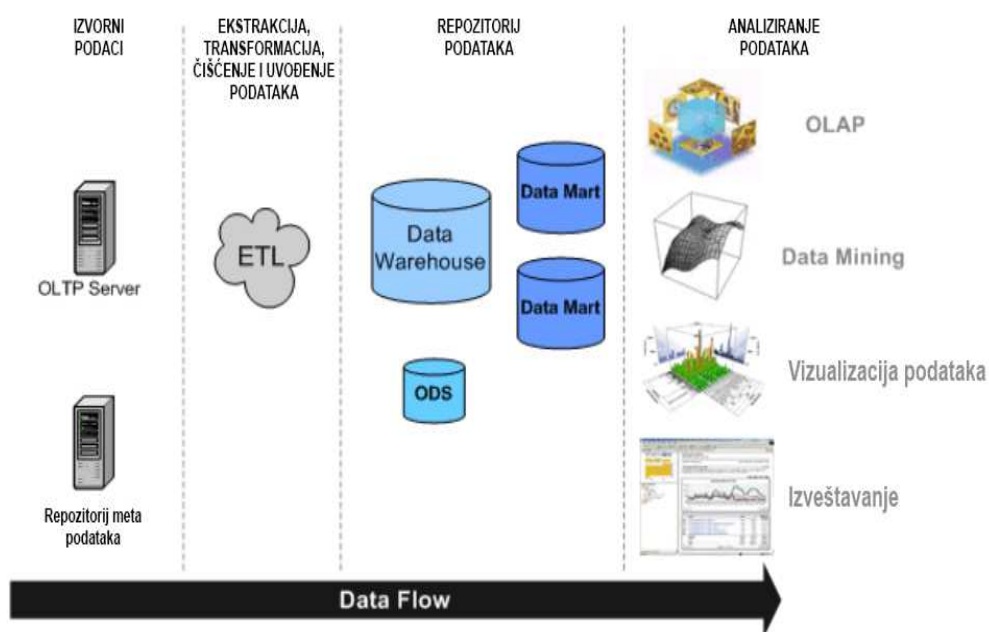 IZVORNI
PODACI
EKSTRAKCIJA,
TRANSFORMACIJA,
ČIŠĆENJE I UVOĐENJE
PODATAKA
REPOZITORIJ
PODATAKA
ANALIZIRANJE
PODATAKA
OLTP Server
Repozitorij meta
podataka
ETL
Data
Warehouse
Data Mart
Data Mart
ODS
OLAP
Data Mining
Vizualizacija podataka
Izveštavanje
Data Flow